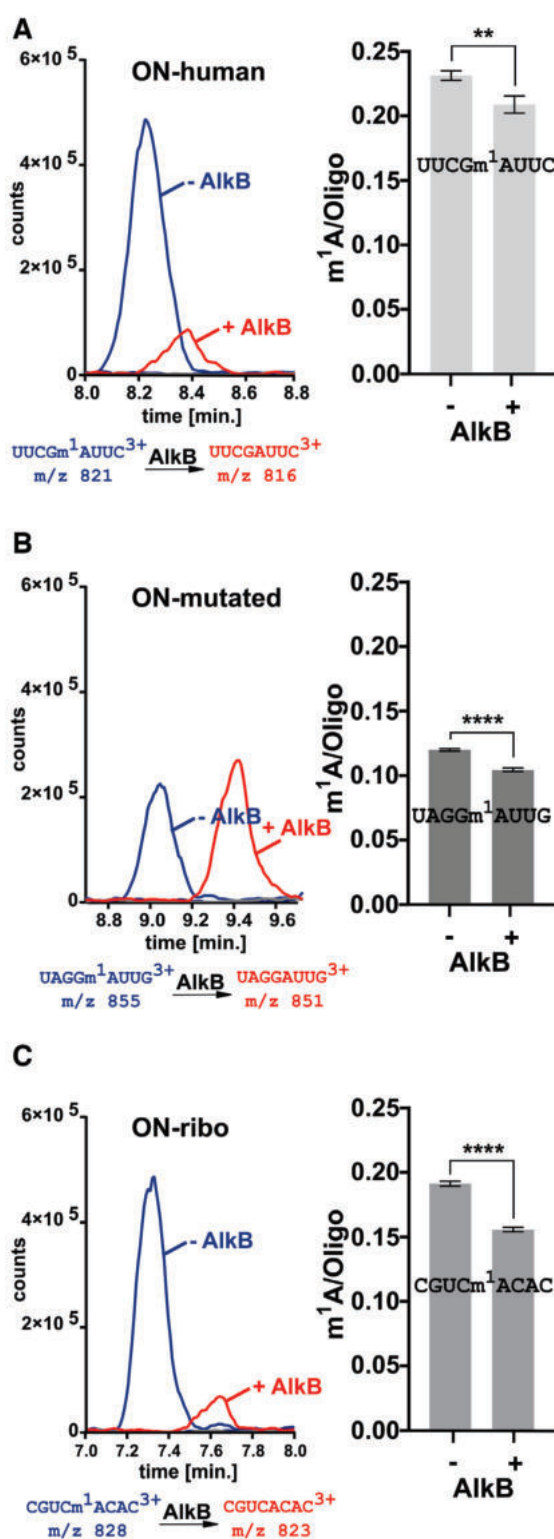 A
ON-human
6×10⁵
4×10⁵
2×10⁵
0
counts
- AlkB
+ AlkB
8.0 8.2 8.4 8.6 8.8
time [min.]
UUCGm¹AUUC³⁺ AlkB UUCGAUUC³⁺
m/z 821 m/z 816
0.25
0.20
0.15
0.10
0.05
0.00
m¹A/Oligo
**
UUCGm¹AUUC
- +
AlkB
B
ON-mutated
6×10⁵
4×10⁵
2×10⁵
0
counts
- AlkB
+ AlkB
8.8 9.0 9.2 9.4 9.6
time [min.]
UAGGm¹AUUG³⁺ AlkB UAGGAUUG³⁺
m/z 855 m/z 851
0.25
0.20
0.15
0.10
0.05
0.00
m¹A/Oligo
****
UAGGm¹AUUG
- +
AlkB
C
ON-ribo
6×10⁵
4×10⁵
2×10⁵
0
counts
- AlkB
+ AlkB
7.0 7.2 7.4 7.6 7.8 8.0
time [min.]
CGUCm¹ACAC³⁺ AlkB CGUCACAC³⁺
m/z 828 m/z 823
0.25
0.20
0.15
0.10
0.05
0.00
m¹A/Oligo
****
CGUCm¹ACAC
- +
AlkB